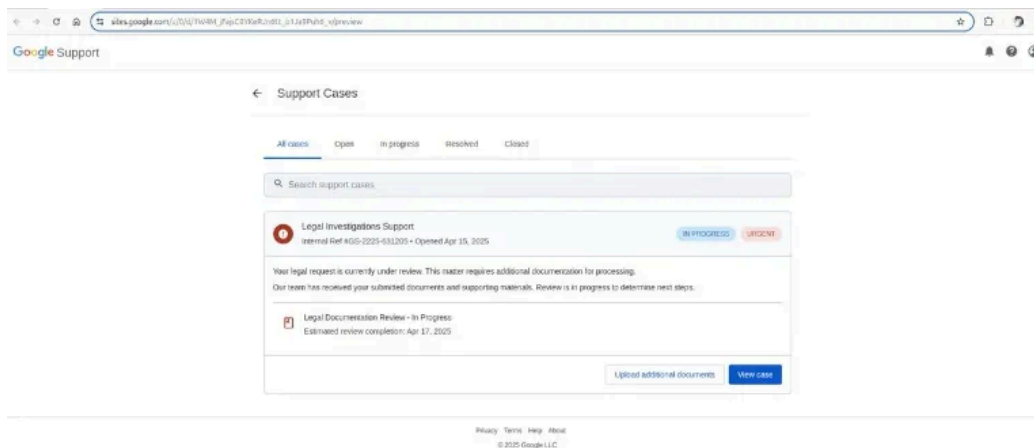 sites.google.com
Google Support
Support Cases
All cases Open In progress Resolved Closed
Search support cases
Legal Investigations Support
Internal Ref #GS-2225-631205 • Opened Apr 15, 2025
IN PROGRESS URGENT
Your legal request is currently under review. This matter requires additional documentation for processing.
Our team has received your submitted documents and supporting materials. Review is in progress to determine next steps.
Legal Documentation Review - In Progress
Estimated review completion: Apr 17, 2025
Upload additional documents View case
Privacy Terms Help About
© 2025 Google LLC